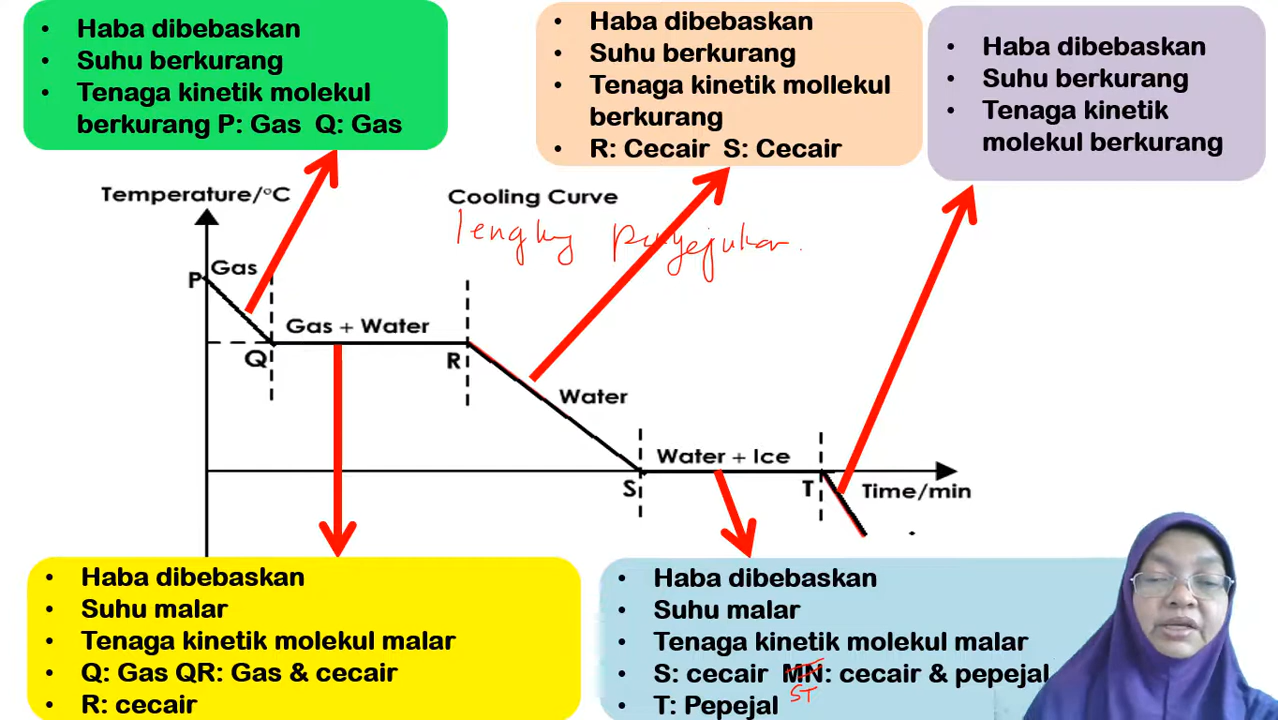 • Haba dibebaskan
• Suhu berkurang
• Tenaga kinetik molekul
berkurang P: Gas Q: Gas
• Haba dibebaskan
• Suhu berkurang
• Tenaga kinetik mollekul
berkurang
• R: Cecair S: Cecair
• Haba dibebaskan
• Suhu berkurang
• Tenaga kinetik
molekul berkurang
Temperature/°C
Cooling Curve
lengkung penyejukan.
P
Gas
Gas + Water
Q
R
Water
Water + Ice
S
T
Time/min
• Haba dibebaskan
• Suhu malar
• Tenaga kinetik molekul malar
• Q: Gas QR: Gas & cecair
• R: cecair
• Haba dibebaskan
• Suhu malar
• Tenaga kinetik molekul malar
• S: cecair MN: cecair & pepejal
ST
• T: Pepejal